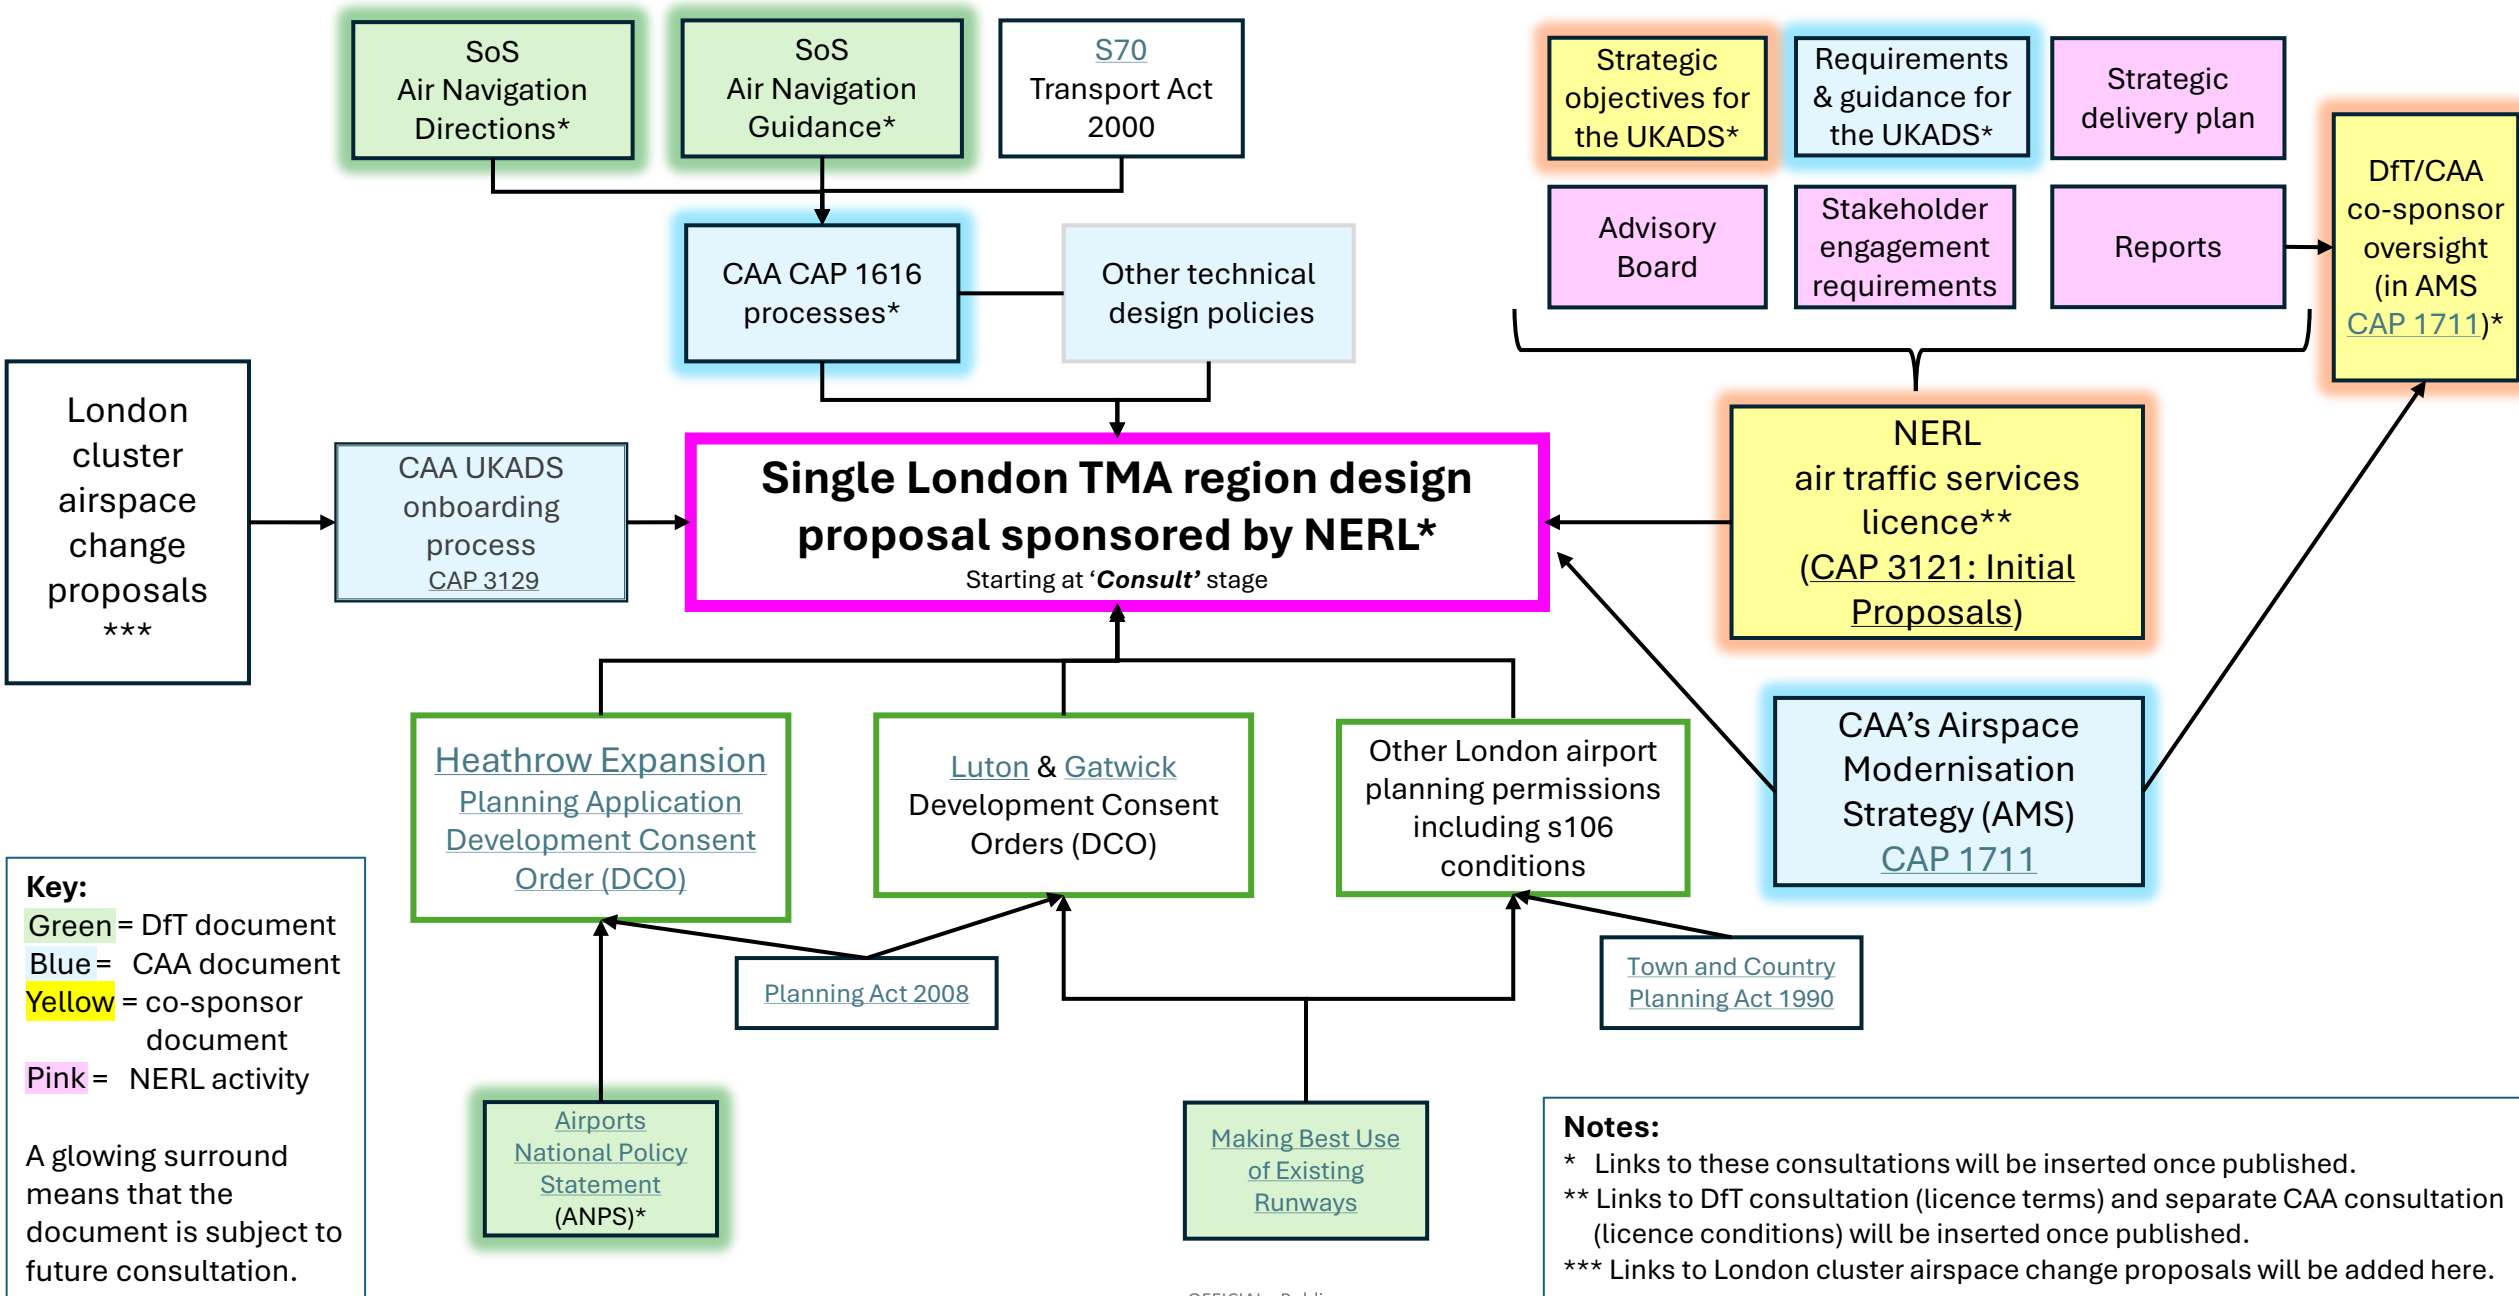 SoS
Air Navigation
Directions*
SoS
Air Navigation
Guidance*
S70
Transport Act
2000
Strategic
objectives for
the UKADS*
Requirements
& guidance for
the UKADS*
Strategic
delivery plan
DfT/CAA
co-sponsor
oversight
(in AMS
CAP 1711)*
Advisory
Board
Stakeholder
engagement
requirements
Reports
CAA CAP 1616
processes*
Other technical
design policies
London
cluster
airspace
change
proposals
***
CAA UKADS
onboarding
process
CAP 3129
Single London TMA region design
proposal sponsored by NERL*
Starting at ‘Consult’ stage
NERL
air traffic services
licence**
(CAP 3121: Initial
Proposals)
CAA’s Airspace
Modernisation
Strategy (AMS)
CAP 1711
Heathrow Expansion
Planning Application
Development Consent
Order (DCO)
Luton & Gatwick
Development Consent
Orders (DCO)
Other London airport
planning permissions
including s106
conditions
Planning Act 2008
Town and Country
Planning Act 1990
Airports
National Policy
Statement
(ANPS)*
Making Best Use
of Existing
Runways
Key:
Green = DfT document
Blue = CAA document
Yellow = co-sponsor
document
Pink = NERL activity
A glowing surround
means that the
document is subject to
future consultation.
Notes:
* Links to these consultations will be inserted once published.
** Links to DfT consultation (licence terms) and separate CAA consultation
(licence conditions) will be inserted once published.
*** Links to London cluster airspace change proposals will be added here.